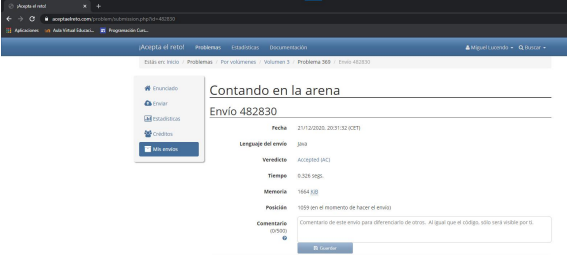 ¡Acepta el reto!
aceptaelreto.com/problem/submission.php?id=482830
Aplicaciones Aula Virtual Educaci... Programación Curs...
¡Acepta el reto! Problemas Estadísticas Documentación Miguel Lucendo Buscar
Estás en: Inicio / Problemas / Por volúmenes / Volumen 3 / Problema 369 / Envío 482830
Enunciado
Enviar
Estadísticas
Créditos
Mis envíos
Contando en la arena
Envío 482830
Fecha 21/12/2020, 20:31:32 (CET)
Lenguaje del envío Java
Veredicto Accepted (AC)
Tiempo 0.326 segs.
Memoria 1664 KiB
Posición 1059 (en el momento de hacer el envío)
Comentario Comentario de este envío para diferenciarlo de otros. Al igual que el código, sólo será visible por ti.
(0/500)
Guardar